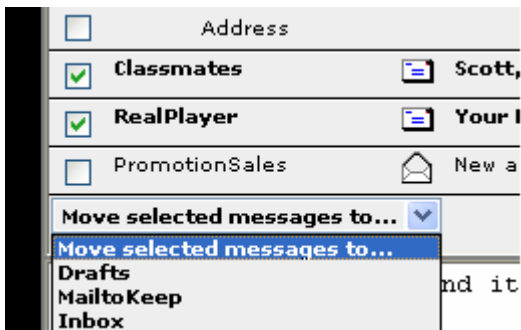 Address
Classmates Scott,
RealPlayer Your
PromotionSales New a
Move selected messages to...
Move selected messages to...
Drafts nd it
MailtoKeep
Inbox